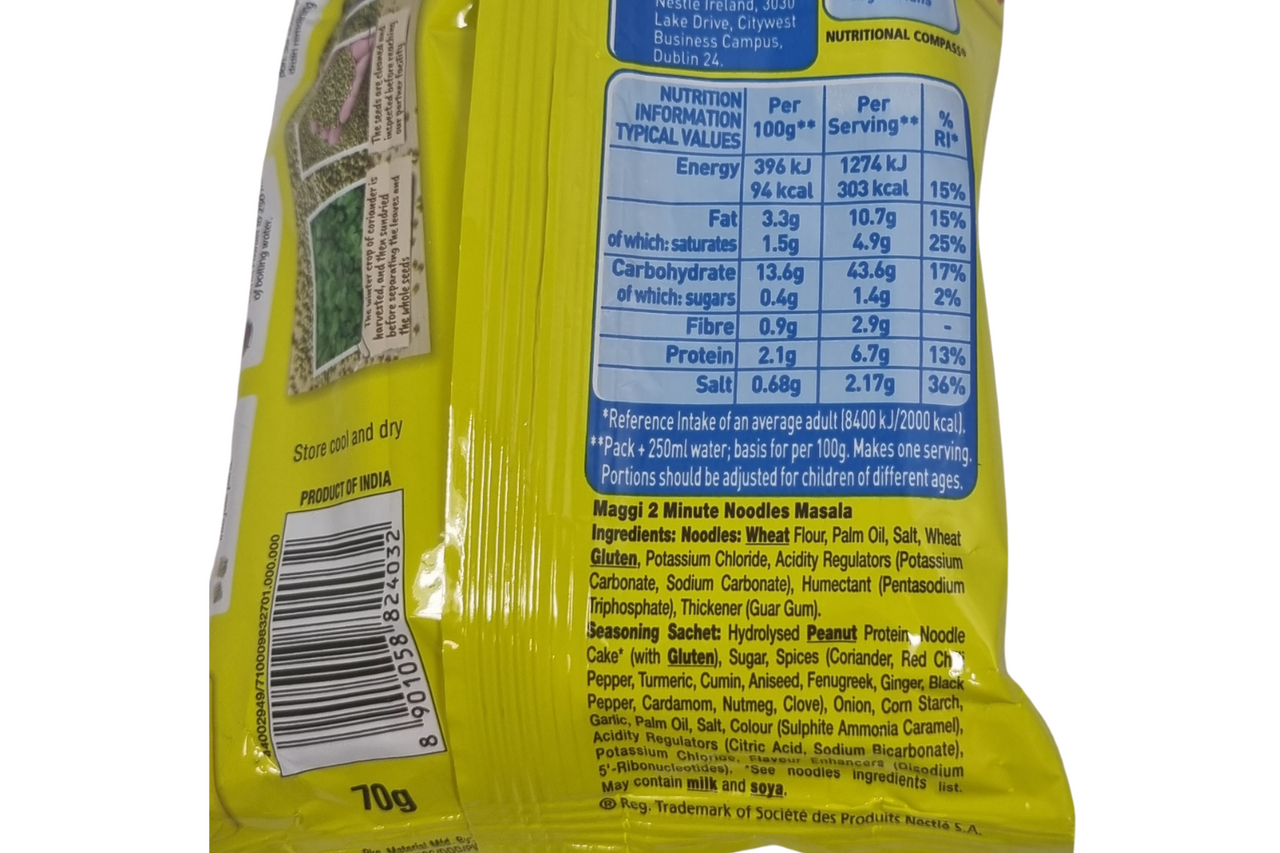 The seeds are cleaned and
inspected before reaching
our partner facility
The winter crop of coriander is
harvested, and then sundried
before separating the leaves and
the whole seeds
of boiling water.
Store cool and dry
PRODUCT OF INDIA
44002949/7100009832701.000.000
8 901058 824032
70g
Nestlé Ireland, 3030
Lake Drive, Citywest
Business Campus,
Dublin 24.
NUTRITIONAL COMPASS®
NUTRITION INFORMATION TYPICAL VALUES Per 100g** Per Serving** % RI*
Energy 396 kJ 1274 kJ
94 kcal 303 kcal 15%
Fat 3.3g 10.7g 15%
of which: saturates 1.5g 4.9g 25%
Carbohydrate 13.6g 43.6g 17%
of which: sugars 0.4g 1.4g 2%
Fibre 0.9g 2.9g -
Protein 2.1g 6.7g 13%
Salt 0.68g 2.17g 36%
*Reference Intake of an average adult (8400 kJ/2000 kcal).
**Pack + 250ml water; basis for per 100g. Makes one serving.
Portions should be adjusted for children of different ages.
Maggi 2 Minute Noodles Masala
Ingredients: Noodles: Wheat Flour, Palm Oil, Salt, Wheat
Gluten, Potassium Chloride, Acidity Regulators (Potassium
Carbonate, Sodium Carbonate), Humectant (Pentasodium
Triphosphate), Thickener (Guar Gum).
Seasoning Sachet: Hydrolysed Peanut Protein, Noodle
Cake* (with Gluten), Sugar, Spices (Coriander, Red Chilli
Pepper, Turmeric, Cumin, Aniseed, Fenugreek, Ginger, Black
Pepper, Cardamom, Nutmeg, Clove), Onion, Corn Starch,
Garlic, Palm Oil, Salt, Colour (Sulphite Ammonia Caramel),
Acidity Regulators (Citric Acid, Sodium Bicarbonate),
Potassium Chloride, Flavour Enhancers (Disodium
5'-Ribonucleotides), *See noodles ingredients list.
May contain milk and soya.
® Reg. Trademark of Société des Produits Nestlé S.A.